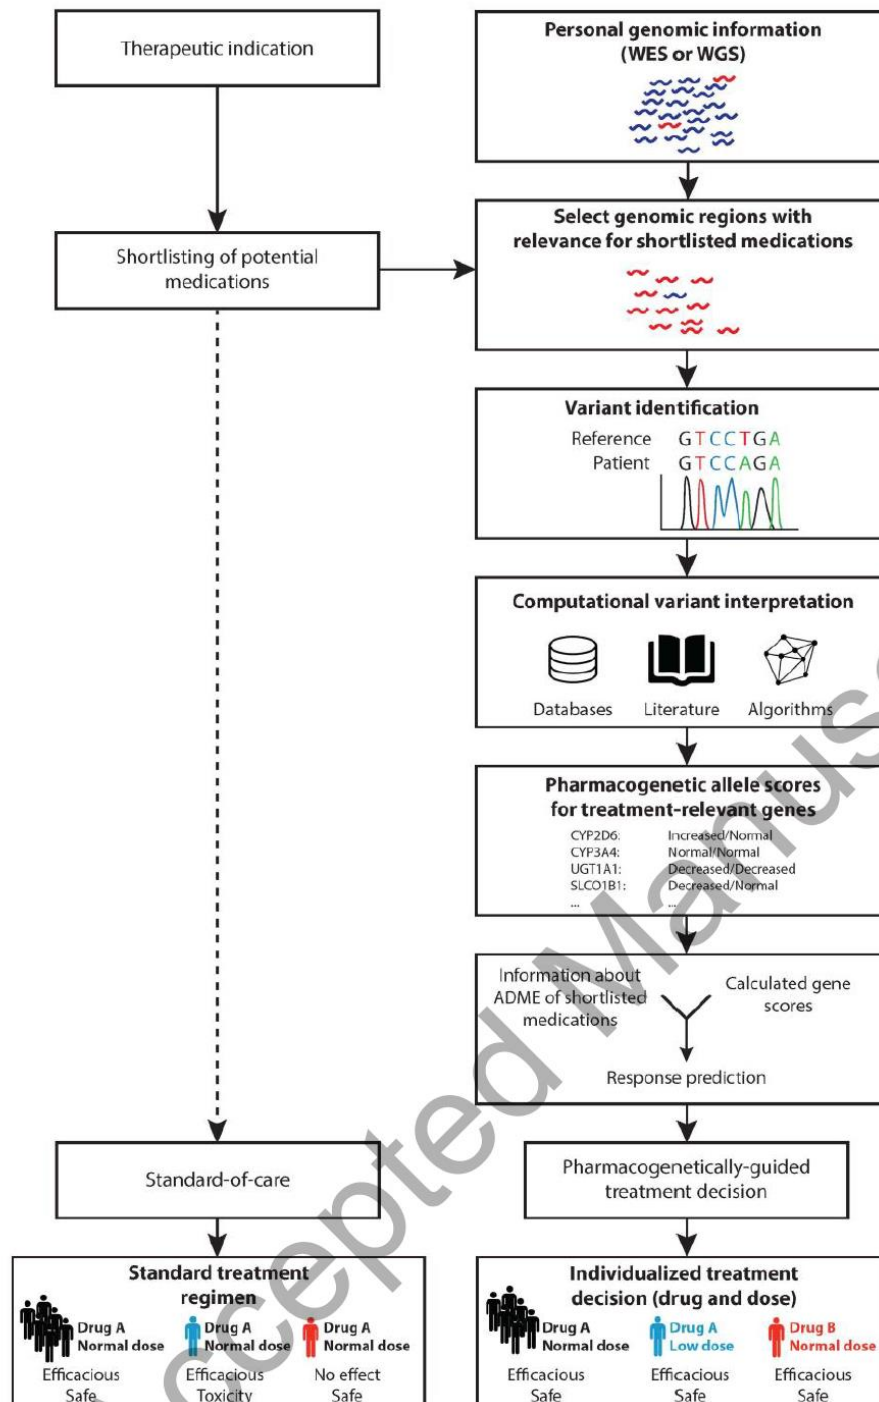 Therapeutic indication
Personal genomic information
(WES or WGS)
Shortlisting of potential
medications
Select genomic regions with
relevance for shortlisted medications
Variant identification
Reference G T C C T G A
Patient G T C C A G A
Computational variant interpretation
Databases Literature Algorithms
Pharmacogenetic allele scores
for treatment-relevant genes
CYP2D6: Increased/Normal
CYP3A4: Normal/Normal
UGT1A1: Decreased/Decreased
SLCO1B1: Decreased/Normal
... ...
Information about
ADME of shortlisted
medications
Calculated gene
scores
Response prediction
Standard-of-care
Pharmacogenetically-guided
treatment decision
Standard treatment
regimen
Drug A
Normal dose
Efficacious
Safe
Drug A
Normal dose
Efficacious
Toxicity
Drug A
Normal dose
No effect
Safe
Individualized treatment
decision (drug and dose)
Drug A
Normal dose
Efficacious
Safe
Drug A
Low dose
Efficacious
Safe
Drug B
Normal dose
Efficacious
Safe
Accepted Manus